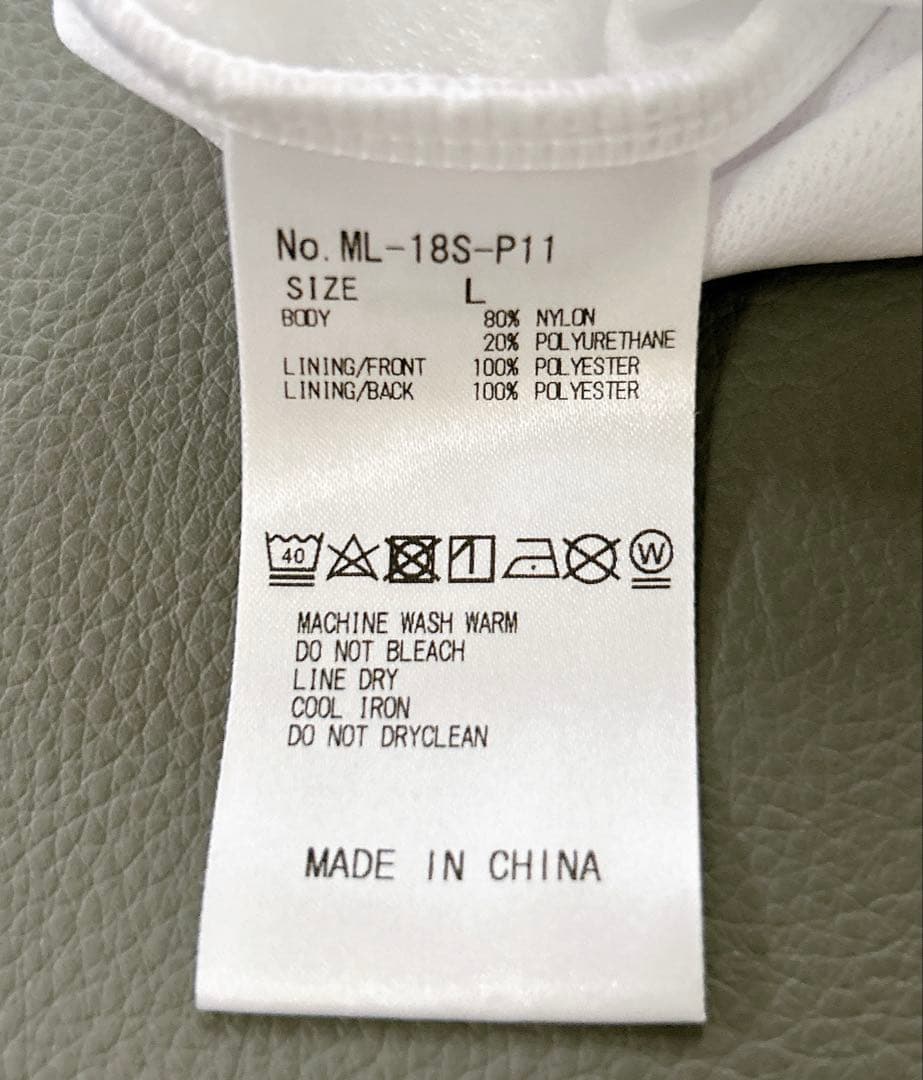 No. ML-18S-P11
SIZE L
BODY 80% NYLON
20% POLYURETHANE
LINING/FRONT 100% POLYESTER
LINING/BACK 100% POLYESTER
40 W
MACHINE WASH WARM
DO NOT BLEACH
LINE DRY
COOL IRON
DO NOT DRYCLEAN
MADE IN CHINA